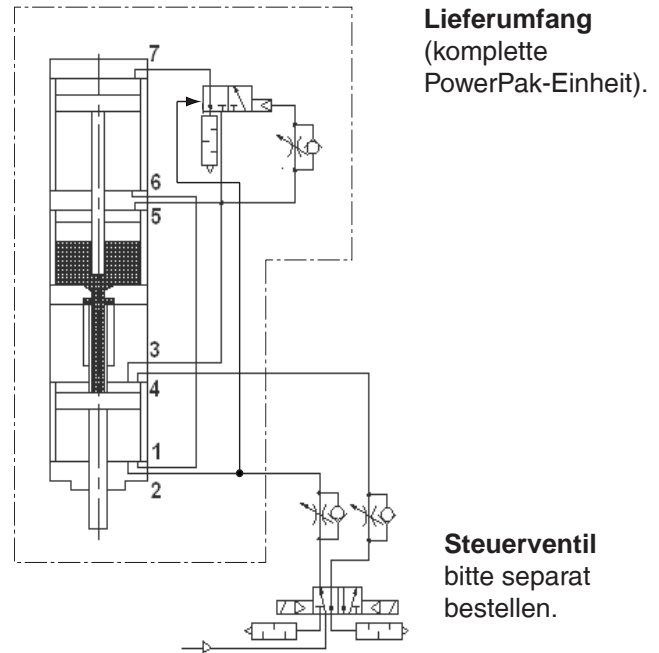 Lieferumfang
(komplette
PowerPak-Einheit).
7
6
5
3
4
1
2
Steuerventil
bitte separat
bestellen.